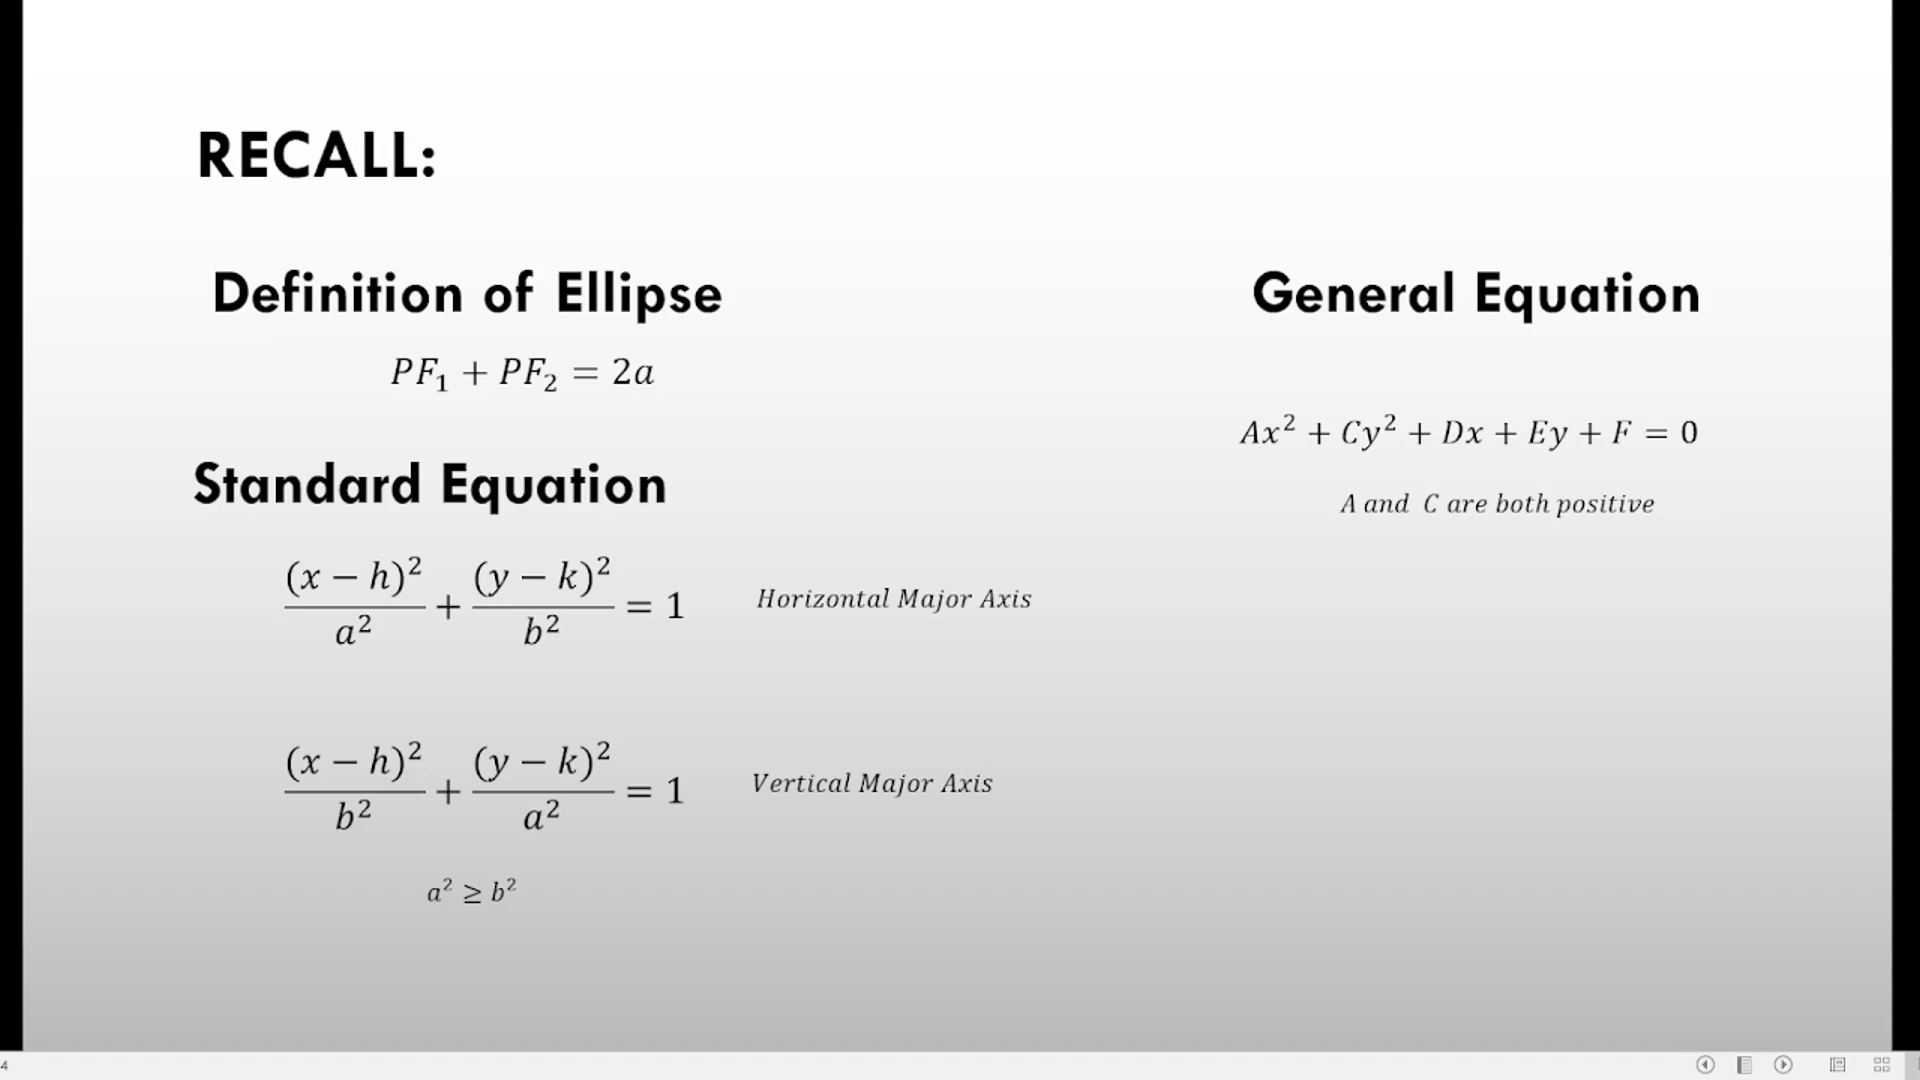 RECALL:
Definition of Ellipse
PF₁ + PF₂ = 2a
Standard Equation
(x − h)²/a² + (y − k)²/b² = 1 Horizontal Major Axis
(x − h)²/b² + (y − k)²/a² = 1 Vertical Major Axis
a² ≥ b²
General Equation
Ax² + Cy² + Dx + Ey + F = 0
A and C are both positive
4